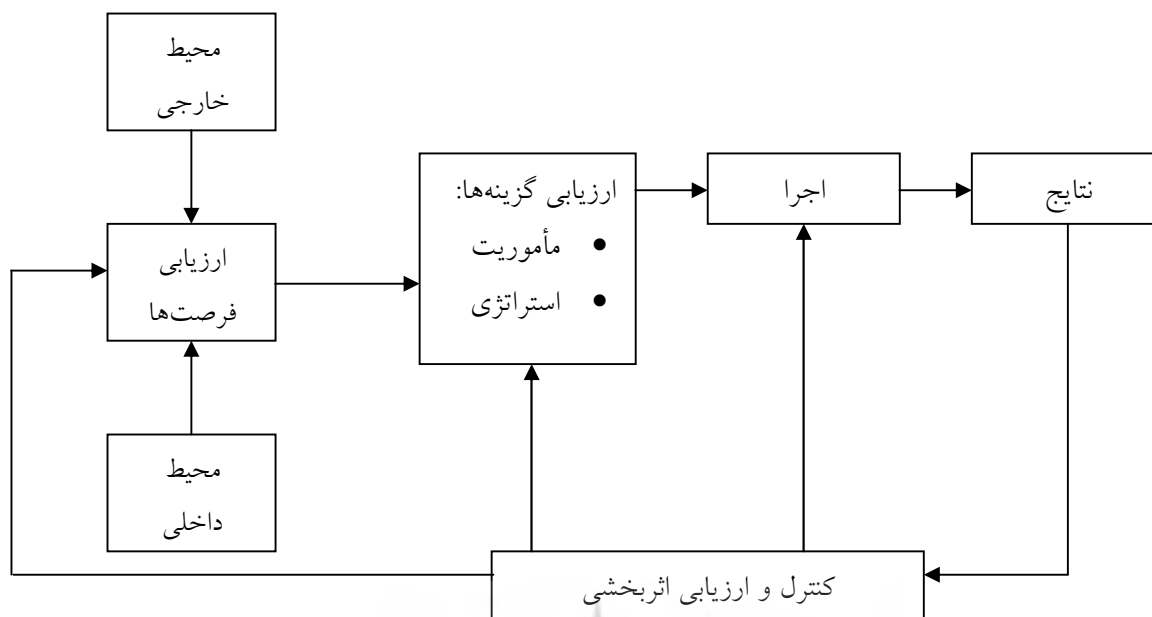 محیط
خارجی
ارزیابی
فرصت‌ها
محیط
داخلی
ارزیابی گزینه‌ها:
• مأموریت
• استراتژی
اجرا
نتایج
کنترل و ارزیابی اثربخشی